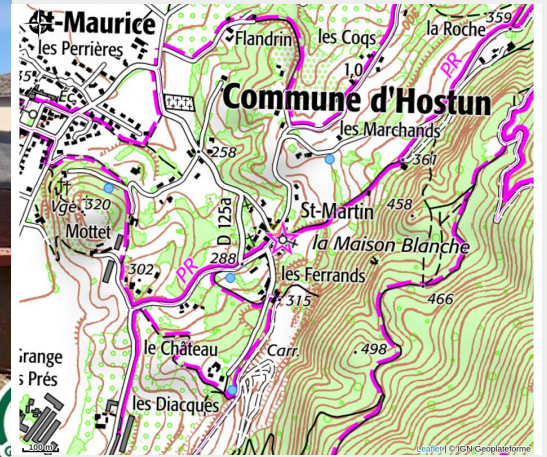 -Maurice
359
les Perrières
Flandrin
les Coqs
la Roche
PR
1,0
Commune d'Hostun
les Marchands
258
361
Vge
320
St-Martin
458
Mottet
D 125a
la Maison Blanche
288
302
PR
les Ferrands
315
466
le Château
Carr.
498
Grange
s Prés
les Diacques
100 m
Leaflet | © IGN Geoplateforme